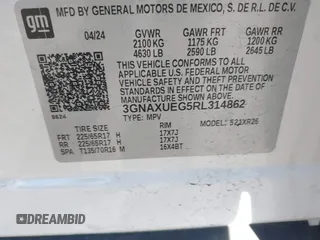 MFD BY GENERAL MOTORS DE MEXICO, S. DE R.L. DE C.V.
gm
04/24 GVWR GAWR FRT GAWR RR
2100 KG 1175 KG 1200 KG
4630 LB 2590 LB 2645 LB
THIS VEHICLE CONFORMS TO ALL APPLICABLE U.S. FEDERAL
MOTOR VEHICLE SAFETY AND THEFT PREVENTION STANDARDS
IN EFFECT ON THE DATE OF MANUFACTURE SHOWN ABOVE.
3GNAXUEG5RL314862
TYPE: MPV MODEL:
TIRE SIZE RIM
FRT 225/65R17 H 17X7J
RR 225/65R17 H 17X7J
SPA T135/70R16 M 16X4BT